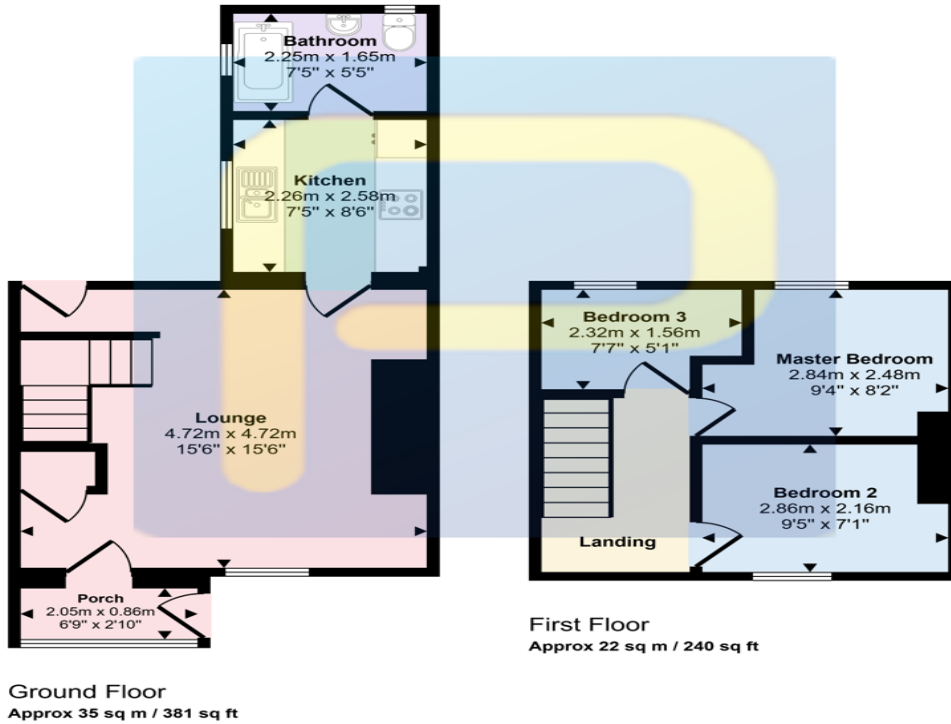 Bathroom
2.25m x 1.65m
7'5" x 5'5"
Kitchen
2.26m x 2.58m
7'5" x 8'6"
Lounge
4.72m x 4.72m
15'6" x 15'6"
Porch
2.05m x 0.86m
6'9" x 2'10"
Ground Floor
Approx 35 sq m / 381 sq ft
Bedroom 3
2.32m x 1.56m
7'7" x 5'1"
Master Bedroom
2.84m x 2.48m
9'4" x 8'2"
Bedroom 2
2.86m x 2.16m
9'5" x 7'1"
Landing
First Floor
Approx 22 sq m / 240 sq ft